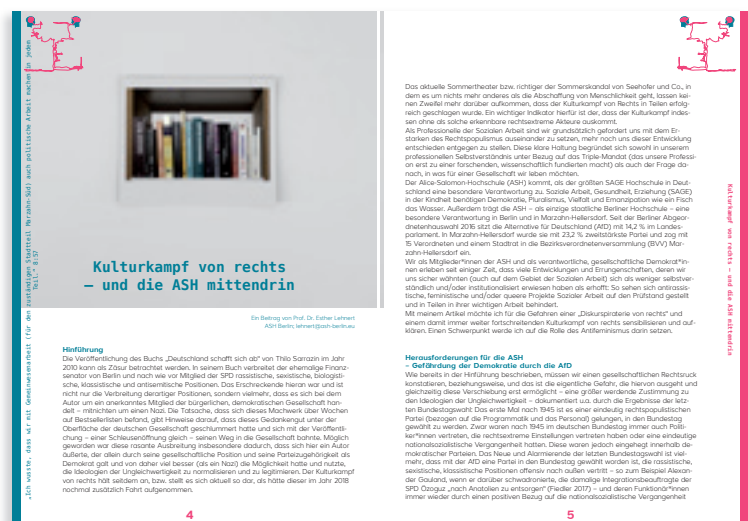 „Ich wusste, dass wir mit Gemeinwesenarbeit (für den zuständigen Stadtteil Marzahn-Süd) auch politische Arbeit machen in jedem
Teil." 8:57
Kulturkampf von rechts
– und die ASH mittendrin
Ein Beitrag von Prof. Dr. Esther Lehnert
ASH Berlin; lehnert@ash-berlin.eu
Hinführung
Die Veröffentlichung des Buchs „Deutschland schafft sich ab" von Thilo Sarrazin im Jahr
2010 kann als Zäsur betrachtet werden. In seinem Buch verbreitet der ehemalige Finanz-
senator von Berlin und nach wie vor Mitglied der SPD rassistische, sexistische, biologisti-
sche, klassistische und antisemitische Positionen. Das Erschreckende hieran war und ist
nicht nur die Verbreitung derartiger Positionen, sondern vielmehr, dass es sich bei dem
Autor um ein anerkanntes Mitglied der bürgerlichen, demokratischen Gesellschaft han-
delt – mitnichten um einen Nazi. Die Tatsache, dass sich dieses Machwerk über Wochen
auf Bestsellerlisten befand, gibt Hinweise darauf, dass dieses Gedankengut unter der
Oberfläche der deutschen Gesellschaft geschlummert hatte und sich mit der Veröffentli-
chung – einer Schleusenöffnung gleich – seinen Weg in die Gesellschaft bahnte. Möglich
geworden war diese rasante Ausbreitung insbesondere dadurch, dass sich hier ein Autor
äußerte, der allein durch seine gesellschaftliche Position und seine Parteizugehörigkeit als
Demokrat galt und von daher viel besser (als ein Nazi) die Möglichkeit hatte und nutzte,
die Ideologien der Ungleichwertigkeit zu normalisieren und zu legitimieren. Der Kulturkampf
von rechts hält seitdem an, bzw. stellt es sich aktuell so dar, als hätte dieser im Jahr 2018
nochmal zusätzlich Fahrt aufgenommen.
4
Das aktuelle Sommertheater bzw. richtiger der Sommerskandal von Seehofer und Co., in
dem es um nichts mehr anderes als die Abschaffung von Menschlichkeit geht, lassen kei-
nen Zweifel mehr darüber aufkommen, dass der Kulturkampf von Rechts in Teilen erfolg-
reich geschlagen wurde. Ein wichtiger Indikator hierfür ist der, dass der Kulturkampf indes-
sen ohne als solche erkennbare rechtsextreme Akteure auskommt.
Als Professionelle der Sozialen Arbeit sind wir grundsätzlich gefordert uns mit dem Er-
starken des Rechtspopulismus auseinander zu setzen, mehr noch uns dieser Entwicklung
entschieden entgegen zu stellen. Diese klare Haltung begründet sich sowohl in unserem
professionellen Selbstverständnis unter Bezug auf das Triple-Mandat (das unsere Professi-
on erst zu einer forschenden, wissenschaftlich fundierten macht) als auch der Frage da-
nach, in was für einer Gesellschaft wir leben möchten.
Der Alice-Salomon-Hochschule (ASH) kommt, als der größten SAGE Hochschule in Deut-
schland eine besondere Verantwortung zu. Soziale Arbeit, Gesundheit, Erziehung (SAGE)
in der Kindheit benötigen Demokratie, Pluralismus, Vielfalt und Emanzipation wie ein Fisch
das Wasser. Außerdem trägt die ASH – als einzige staatliche Berliner Hochschule – eine
besondere Verantwortung in Berlin und in Marzahn-Hellersdorf. Seit der Berliner Abgeor-
dnetenhauswahl 2016 sitzt die Alternative für Deutschland (AfD) mit 14,2 % im Landes-
parlament. In Marzahn-Hellersdorf wurde sie mit 23,2 % zweitstärkste Partei und zog mit
15 Verordneten und einem Stadtrat in die Bezirksverordnetenversammlung (BVV) Mar-
zahn-Hellersdorf ein.
Wir als Mitglieder*innen der ASH und als verantwortliche, gesellschaftliche Demokrat*in-
nen erleben seit einiger Zeit, dass viele Entwicklungen und Errungenschaften, deren wir
uns sicher wähnten (auch auf dem Gebiet der Sozialen Arbeit) sich als weniger selbstver-
ständlich und/oder institutionalisiert erwiesen haben als erhofft: So sehen sich antirassis-
tische, feministische und/oder queere Projekte Sozialer Arbeit auf den Prüfstand gestellt
und in Teilen in ihrer wichtigen Arbeit behindert.
Mit meinem Artikel möchte ich für die Gefahren einer „Diskurspiraterie von rechts" und
einem damit immer weiter fortschreitenden Kulturkampf von rechts sensibilisieren und auf-
klären. Einen Schwerpunkt werde ich auf die Rolle des Antifeminismus darin setzen.
Herausforderungen für die ASH
– Gefährdung der Demokratie durch die AfD
Wie bereits in der Hinführung beschrieben, müssen wir einen gesellschaftlichen Rechtsruck
konstatieren, beziehungsweise, und das ist die eigentliche Gefahr, die hiervon ausgeht und
gleichzeitig diese Verschiebung erst ermöglicht – eine größer werdende Zustimmung zu
den Ideologien der Ungleichwertigkeit – dokumentiert u.a. durch die Ergebnisse der letz-
ten Bundestagswahl: Das erste Mal nach 1945 ist es einer eindeutig rechtspopulistischen
Partei (bezogen auf die Programmatik und das Personal) gelungen, in den Bundestag
gewählt zu werden. Zwar waren nach 1945 im deutschen Bundestag immer auch Politi-
ker*innen vertreten, die rechtsextreme Einstellungen vertreten haben oder eine eindeutige
nationalsozialistische Vergangenheit hatten. Diese waren jedoch eingehegt innerhalb de-
mokratischer Parteien. Das Neue und Alarmierende der letzten Bundestagswahl ist viel-
mehr, dass mit der AfD eine Partei in den Bundestag gewählt worden ist, die rassistische,
sexistische, klassistische Positionen offensiv nach außen vertritt – so zum Beispiel Alexan-
der Gauland, wenn er darüber schwadronierte, die damalige Integrationsbeauftragte der
SPD Özoguz „nach Anatolien zu entsorgen" (Fiedler 2017) – und deren Funktionär*innen
immer wieder durch einen positiven Bezug auf die nationalsozialistische Vergangenheit
5
Kulturkampf von rechts – und die ASH mittendrin